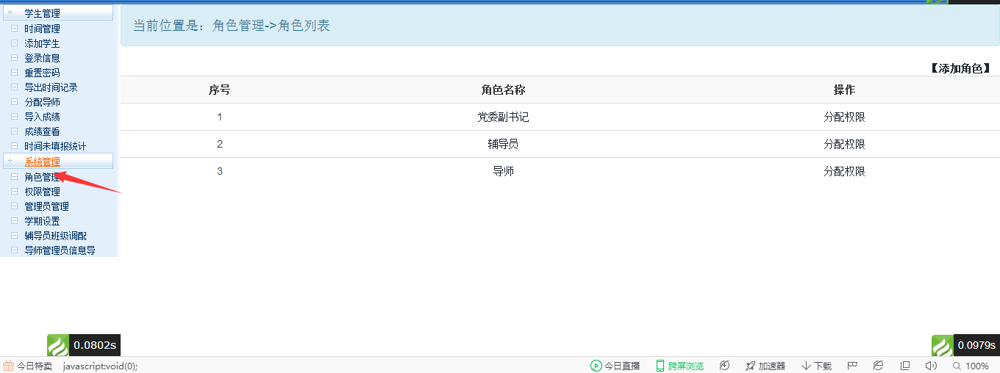 学生管理
时间管理
添加学生
登录信息
重置密码
导出时间记录
分配导师
导入成绩
成绩查看
时间未填报统计
系统管理
角色管理
权限管理
管理员管理
学期设置
辅导员班级调配
导师管理员信息导
当前位置是：角色管理->角色列表
【添加角色】
序号 角色名称 操作
1 党委副书记 分配权限
2 辅导员 分配权限
3 导师 分配权限
0.0802s
0.0979s
今日特卖 javascript:void(0); 今日直播 跨屏浏览 加速器 下载 100%